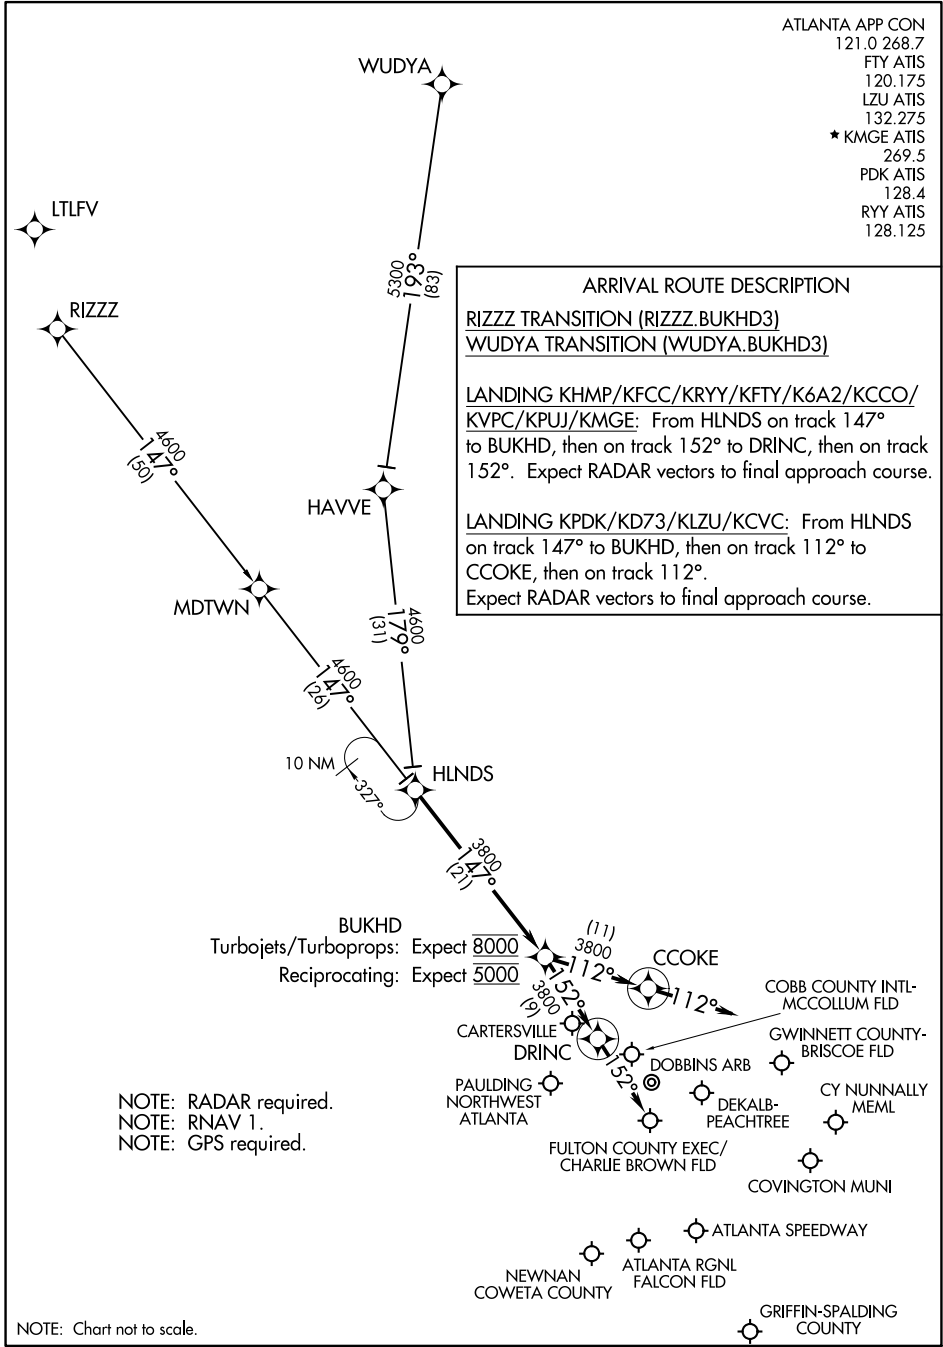 ATLANTA APP CON
121.0 268.7
FTY ATIS
120.175
LZU ATIS
132.275
★ KMGE ATIS
269.5
PDK ATIS
128.4
RYY ATIS
128.125
WUDYA
LTLFV
RIZZZ
5300
193°
(83)
ARRIVAL ROUTE DESCRIPTION
RIZZZ TRANSITION (RIZZZ.BUKHD3)
WUDYA TRANSITION (WUDYA.BUKHD3)
LANDING KHMP/KFCC/KRYY/KFTY/K6A2/KCCO/
KVPC/KPUJ/KMGE: From HLNDS on track 147°
to BUKHD, then on track 152° to DRINC, then on track
152°. Expect RADAR vectors to final approach course.
LANDING KPDK/KD73/KLZU/KCVC: From HLNDS
on track 147° to BUKHD, then on track 112° to
CCOKE, then on track 112°.
Expect RADAR vectors to final approach course.
4600
147°
(50)
HAVVE
MDTWN
4600
179°
(31)
4600
147°
(26)
10 NM
327°
HLNDS
3800
147°
(21)
BUKHD
Turbojets/Turboprops: Expect 8000
Reciprocating: Expect 5000
(11)
3800
112°
CCOKE
112°
152°
3800
(9)
CARTERSVILLE
DRINC
152°
COBB COUNTY INTL-
MCCOLLUM FLD
GWINNETT COUNTY-
BRISCOE FLD
DOBBINS ARB
PAULDING
NORTHWEST
ATLANTA
DEKALB-
PEACHTREE
CY NUNNALLY
MEML
NOTE: RADAR required.
NOTE: RNAV 1.
NOTE: GPS required.
FULTON COUNTY EXEC/
CHARLIE BROWN FLD
COVINGTON MUNI
ATLANTA SPEEDWAY
NEWNAN
COWETA COUNTY
ATLANTA RGNL
FALCON FLD
GRIFFIN-SPALDING
COUNTY
NOTE: Chart not to scale.